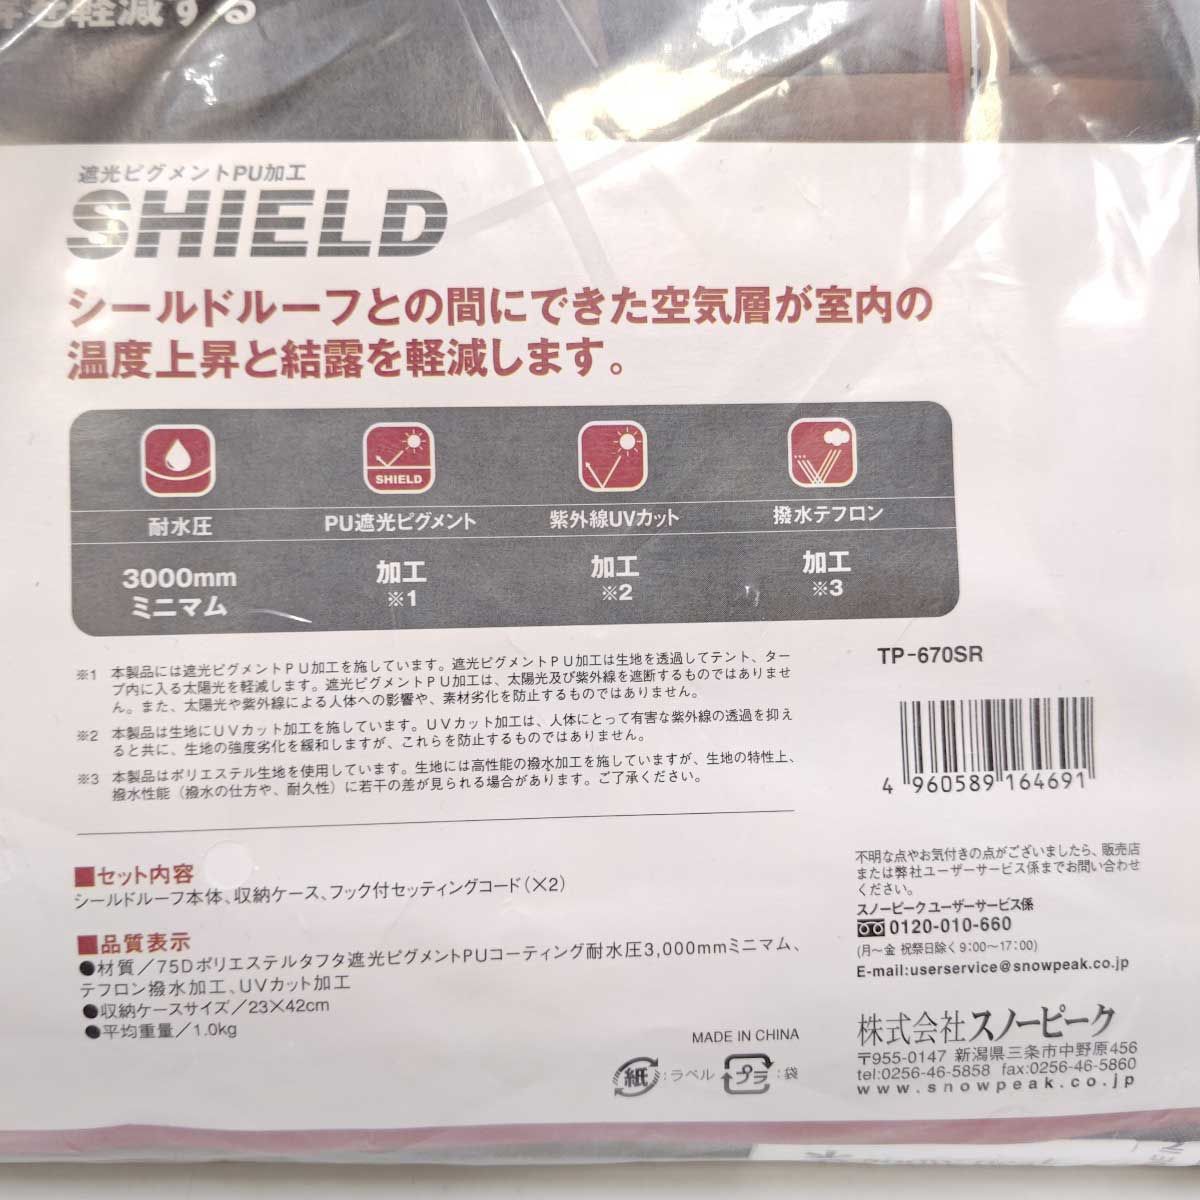 を軽減する
遮光ピグメントPU加工
SHIELD
シールドルーフとの間にできた空気層が室内の
温度上昇と結露を軽減します。
SHIELD
耐水圧 PU遮光ピグメント 紫外線UVカット 撥水テフロン
3000mm
ミニマム
加工
※1
加工
※2
加工
※3
※1 本製品には遮光ピグメントPU加工を施しています。遮光ピグメントPU加工は生地を透過してテント、ター
プ内に入る太陽光を軽減します。遮光ピグメントPU加工は、太陽光及び紫外線を遮断するものではありませ
ん。また、太陽光や紫外線による人体への影響や、素材劣化を防止するものではありません。
※2 本製品は生地にUVカット加工を施しています。UVカット加工は、人体にとって有害な紫外線の透過を抑え
ると共に、生地の強度劣化を緩和しますが、これらを防止するものではありません。
※3 本製品はポリエステル生地を使用しています。生地には高性能の撥水加工を施していますが、生地の特性上、
撥水性能（撥水の仕方や、耐久性）に若干の差が見られる場合があります。ご了承ください。
TP-670SR
4 960589 164691
■セット内容
シールドルーフ本体、収納ケース、フック付セッティングコード（×2）
■品質表示
●材質／75Dポリエステルタフタ遮光ピグメントPUコーティング耐水圧3,000mmミニマム、
テフロン撥水加工、UVカット加工
●収納ケースサイズ／23×42cm
●平均重量／1.0kg
MADE IN CHINA
紙 :ラベル プラ :袋
不明な点やお気付きの点がございましたら、販売店
または弊社ユーザーサービス係までお問い合わせ
ください。
スノーピークユーザーサービス係
0120-010-660
（月〜金 祝祭日除く 9:00〜17:00）
E-mail:userservice@snowpeak.co.jp
株式会社スノーピーク
〒955-0147 新潟県三条市中野原456
tel:0256-46-5858 fax:0256-46-5860
www.snowpeak.co.jp